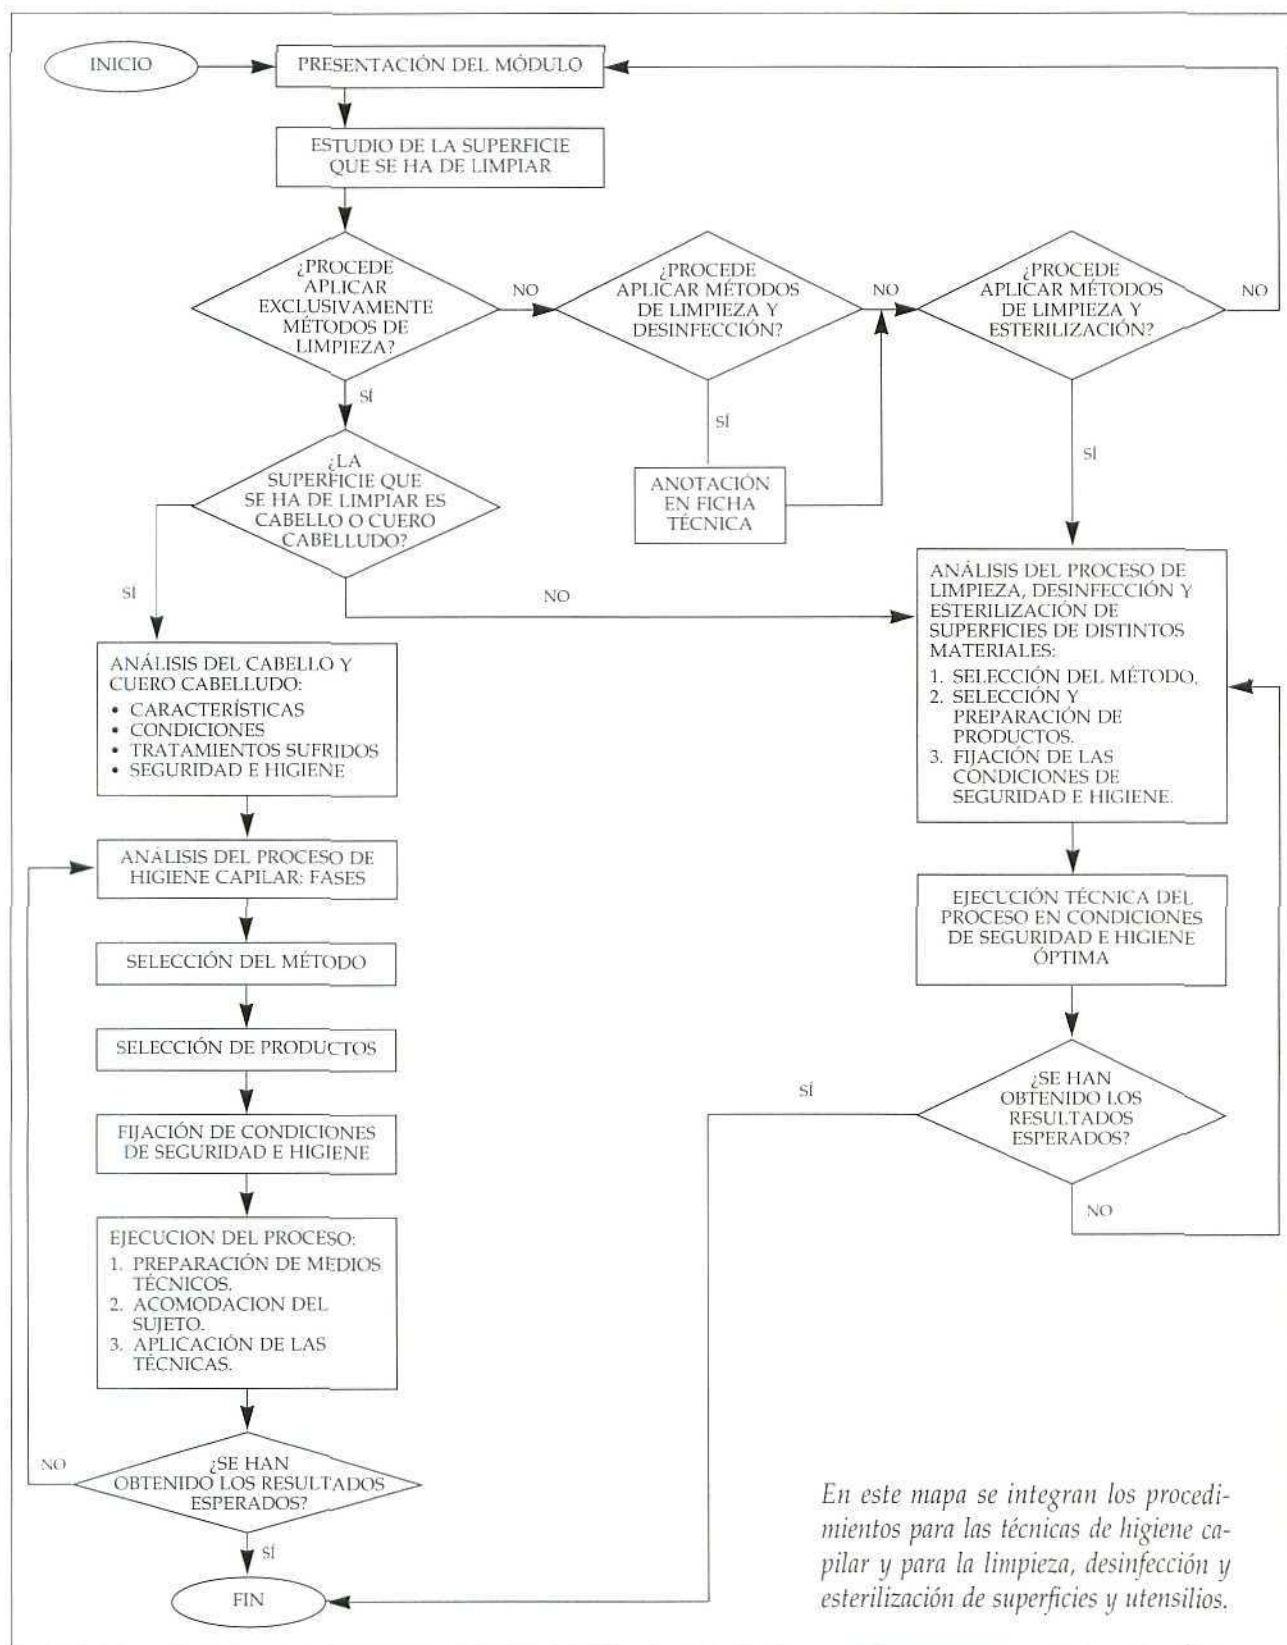 INICIO
PRESENTACIÓN DEL MÓDULO
ESTUDIO DE LA SUPERFICIE
QUE SE HA DE LIMPIAR
¿PROCEDE
APLICAR
EXCLUSIVAMENTE
MÉTODOS DE
LIMPIEZA?
NO
¿PROCEDE
APLICAR MÉTODOS
DE LIMPIEZA Y
DESINFECCIÓN?
NO
¿PROCEDE
APLICAR MÉTODOS
DE LIMPIEZA Y
ESTERILIZACIÓN?
NO
SÍ
SÍ
SÍ
¿LA
SUPERFICIE QUE
SE HA DE LIMPIAR ES
CABELLO O CUERO
CABELLUDO?
ANOTACIÓN
EN FICHA
TÉCNICA
SÍ
NO
ANÁLISIS DEL PROCESO DE
LIMPIEZA, DESINFECCIÓN Y
ESTERILIZACIÓN DE
SUPERFICIES DE DISTINTOS
MATERIALES:
1. SELECCIÓN DEL MÉTODO.
2. SELECCIÓN Y
PREPARACIÓN DE
PRODUCTOS.
3. FIJACIÓN DE LAS
CONDICIONES DE
SEGURIDAD E HIGIENE.
ANÁLISIS DEL CABELLO Y
CUERO CABELLUDO:
• CARACTERÍSTICAS
• CONDICIONES
• TRATAMIENTOS SUFRIDOS
• SEGURIDAD E HIGIENE
ANÁLISIS DEL PROCESO DE
HIGIENE CAPILAR: FASES
EJECUCIÓN TÉCNICA DEL
PROCESO EN CONDICIONES
DE SEGURIDAD E HIGIENE
ÓPTIMA
SELECCIÓN DEL MÉTODO
SELECCIÓN DE PRODUCTOS
SÍ
¿SE HAN
OBTENIDO LOS
RESULTADOS
ESPERADOS?
NO
FIJACIÓN DE CONDICIONES
DE SEGURIDAD E HIGIENE
EJECUCION DEL PROCESO:
1. PREPARACIÓN DE MEDIOS
TÉCNICOS.
2. ACOMODACION DEL
SUJETO.
3. APLICACIÓN DE LAS
TÉCNICAS.
NO
¿SE HAN
OBTENIDO LOS RESULTADOS
ESPERADOS?
SÍ
FIN
En este mapa se integran los procedi-
mientos para las técnicas de higiene ca-
pilar y para la limpieza, desinfección y
esterilización de superficies y utensilios.